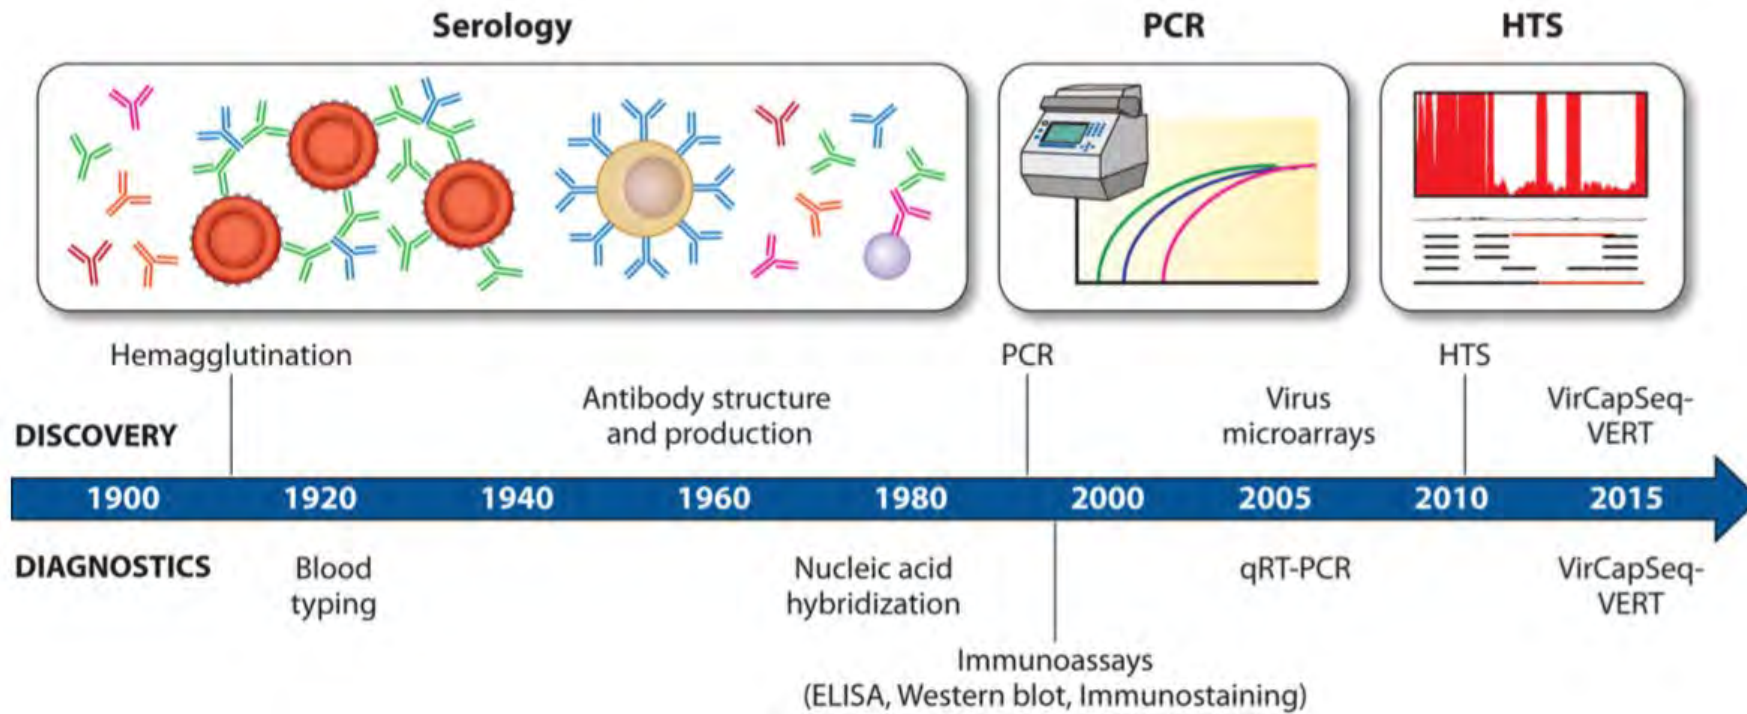 Serology
PCR
HTS
Hemagglutination
PCR
HTS
Antibody structure
and production
Virus
microarrays
VirCapSeq-
VERT
DISCOVERY
1900 1920 1940 1960 1980 2000 2005 2010 2015
DIAGNOSTICS
Blood
typing
Nucleic acid
hybridization
qRT-PCR
VirCapSeq-
VERT
Immunoassays
(ELISA, Western blot, Immunostaining)